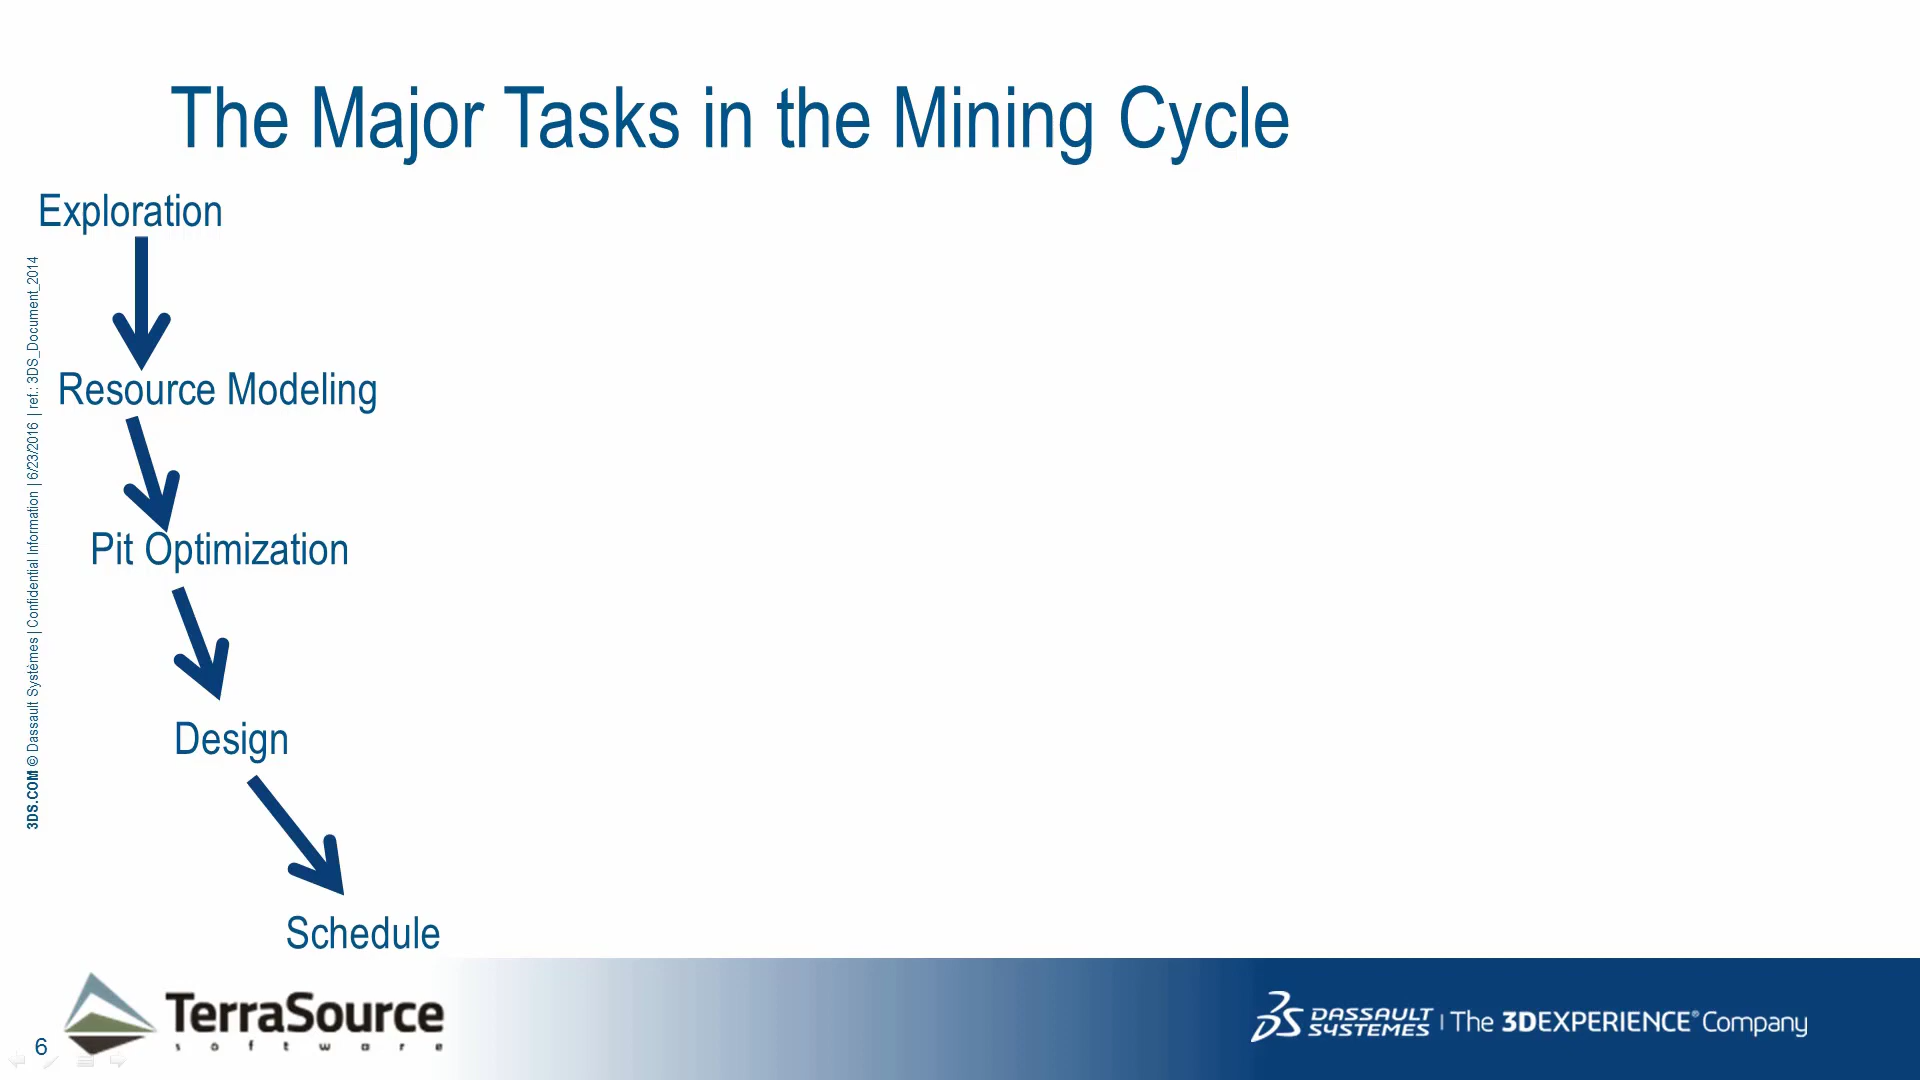 The Major Tasks in the Mining Cycle
Exploration
Resource Modeling
Pit Optimization
Design
Schedule
3DS.COM © Dassault Systèmes | Confidential Information | 6/23/2016 | ref.: 3DS_Document_2014
6
TerraSource
software
DASSAULT SYSTEMES | The 3DEXPERIENCE® Company